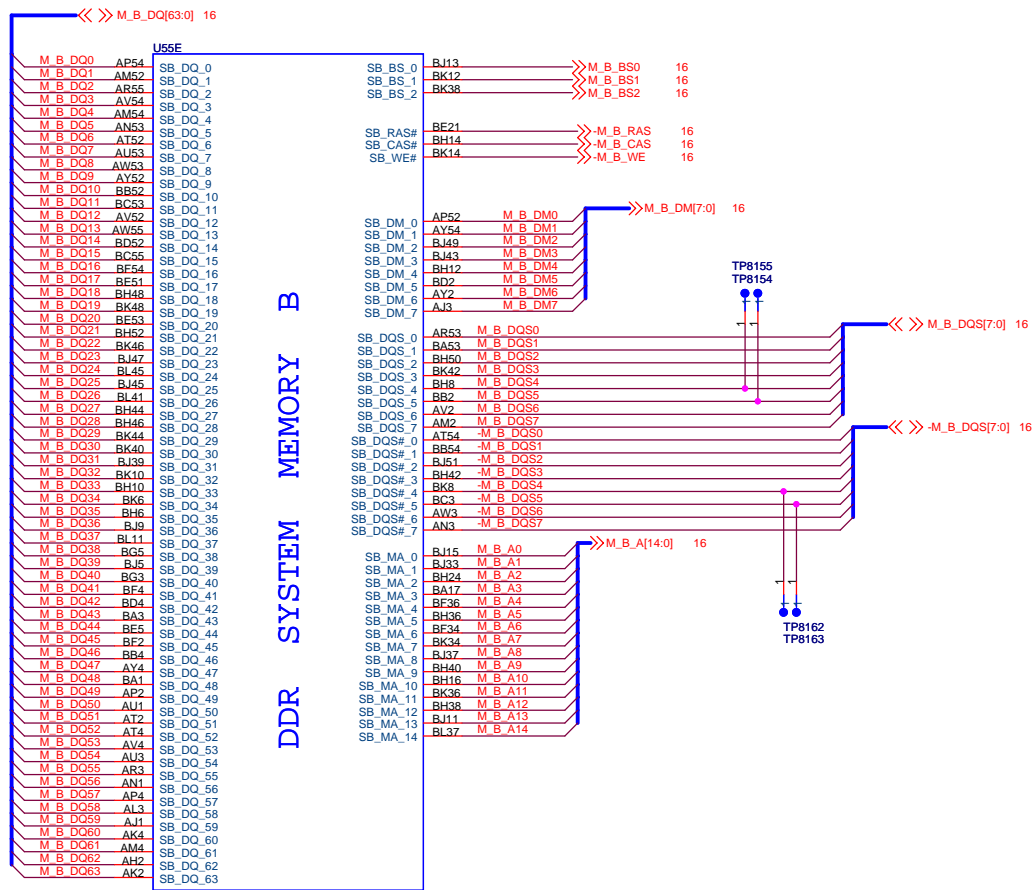 M_B_DQ[63:0] 16
U55E
M_B_DQ0 AP54 SB_DQ_0
M_B_DQ1 AM52 SB_DQ_1
M_B_DQ2 AR55 SB_DQ_2
M_B_DQ3 AV54 SB_DQ_3
M_B_DQ4 AM54 SB_DQ_4
M_B_DQ5 AN53 SB_DQ_5
M_B_DQ6 AT52 SB_DQ_6
M_B_DQ7 AU53 SB_DQ_7
M_B_DQ8 AW53 SB_DQ_8
M_B_DQ9 AY52 SB_DQ_9
M_B_DQ10 BB52 SB_DQ_10
M_B_DQ11 BC53 SB_DQ_11
M_B_DQ12 AV52 SB_DQ_12
M_B_DQ13 AW55 SB_DQ_13
M_B_DQ14 BD52 SB_DQ_14
M_B_DQ15 BC55 SB_DQ_15
M_B_DQ16 BF54 SB_DQ_16
M_B_DQ17 BE51 SB_DQ_17
M_B_DQ18 BH48 SB_DQ_18
M_B_DQ19 BK48 SB_DQ_19
M_B_DQ20 BE53 SB_DQ_20
M_B_DQ21 BH52 SB_DQ_21
M_B_DQ22 BK46 SB_DQ_22
M_B_DQ23 BJ47 SB_DQ_23
M_B_DQ24 BL45 SB_DQ_24
M_B_DQ25 BJ45 SB_DQ_25
M_B_DQ26 BL41 SB_DQ_26
M_B_DQ27 BH44 SB_DQ_27
M_B_DQ28 BH46 SB_DQ_28
M_B_DQ29 BK44 SB_DQ_29
M_B_DQ30 BK40 SB_DQ_30
M_B_DQ31 BJ39 SB_DQ_31
M_B_DQ32 BK10 SB_DQ_32
M_B_DQ33 BH10 SB_DQ_33
M_B_DQ34 BK6 SB_DQ_34
M_B_DQ35 BH6 SB_DQ_35
M_B_DQ36 BJ9 SB_DQ_36
M_B_DQ37 BL11 SB_DQ_37
M_B_DQ38 BG5 SB_DQ_38
M_B_DQ39 BJ5 SB_DQ_39
M_B_DQ40 BG3 SB_DQ_40
M_B_DQ41 BF4 SB_DQ_41
M_B_DQ42 BD4 SB_DQ_42
M_B_DQ43 BA3 SB_DQ_43
M_B_DQ44 BE5 SB_DQ_44
M_B_DQ45 BF2 SB_DQ_45
M_B_DQ46 BB4 SB_DQ_46
M_B_DQ47 AY4 SB_DQ_47
M_B_DQ48 BA1 SB_DQ_48
M_B_DQ49 AP2 SB_DQ_49
M_B_DQ50 AU1 SB_DQ_50
M_B_DQ51 AT2 SB_DQ_51
M_B_DQ52 AT4 SB_DQ_52
M_B_DQ53 AV4 SB_DQ_53
M_B_DQ54 AU3 SB_DQ_54
M_B_DQ55 AR3 SB_DQ_55
M_B_DQ56 AN1 SB_DQ_56
M_B_DQ57 AP4 SB_DQ_57
M_B_DQ58 AL3 SB_DQ_58
M_B_DQ59 AJ1 SB_DQ_59
M_B_DQ60 AK4 SB_DQ_60
M_B_DQ61 AM4 SB_DQ_61
M_B_DQ62 AH2 SB_DQ_62
M_B_DQ63 AK2 SB_DQ_63
DDR SYSTEM MEMORY B
SB_BS_0 BJ13 M_B_BS0 16
SB_BS_1 BK12 M_B_BS1 16
SB_BS_2 BK38 M_B_BS2 16
SB_RAS# BE21 -M_B_RAS 16
SB_CAS# BH14 -M_B_CAS 16
SB_WE# BK14 -M_B_WE 16
M_B_DM[7:0] 16
SB_DM_0 AP52 M_B_DM0
SB_DM_1 AY54 M_B_DM1
SB_DM_2 BJ49 M_B_DM2
SB_DM_3 BJ43 M_B_DM3
SB_DM_4 BH12 M_B_DM4
SB_DM_5 BD2 M_B_DM5
SB_DM_6 AY2 M_B_DM6
SB_DM_7 AJ3 M_B_DM7
TP8155
TP8154
1 1
1 1
M_B_DQS[7:0] 16
SB_DQS_0 AR53 M_B_DQS0
SB_DQS_1 BA53 M_B_DQS1
SB_DQS_2 BH50 M_B_DQS2
SB_DQS_3 BK42 M_B_DQS3
SB_DQS_4 BH8 M_B_DQS4
SB_DQS_5 BB2 M_B_DQS5
SB_DQS_6 AV2 M_B_DQS6
SB_DQS_7 AM2 M_B_DQS7
-M_B_DQS[7:0] 16
SB_DQS#_0 AT54 -M_B_DQS0
SB_DQS#_1 BB54 -M_B_DQS1
SB_DQS#_2 BJ51 -M_B_DQS2
SB_DQS#_3 BH42 -M_B_DQS3
SB_DQS#_4 BK8 -M_B_DQS4
SB_DQS#_5 BC3 -M_B_DQS5
SB_DQS#_6 AW3 -M_B_DQS6
SB_DQS#_7 AN3 -M_B_DQS7
M_B_A[14:0] 16
SB_MA_0 BJ15 M_B_A0
SB_MA_1 BJ33 M_B_A1
SB_MA_2 BH24 M_B_A2
SB_MA_3 BA17 M_B_A3
SB_MA_4 BF36 M_B_A4
SB_MA_5 BH36 M_B_A5
SB_MA_6 BF34 M_B_A6
SB_MA_7 BK34 M_B_A7
SB_MA_8 BJ37 M_B_A8
SB_MA_9 BH40 M_B_A9
SB_MA_10 BH16 M_B_A10
SB_MA_11 BK36 M_B_A11
SB_MA_12 BH38 M_B_A12
SB_MA_13 BJ11 M_B_A13
SB_MA_14 BL37 M_B_A14
1 1
1 1
TP8162
TP8163